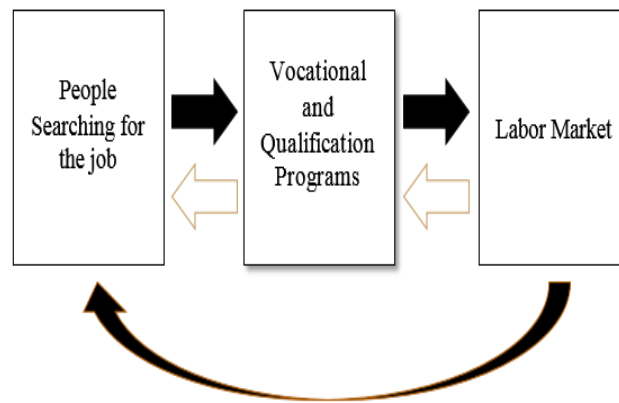 People
Searching for
the job
Vocational
and
Qualification
Programs
Labor Market